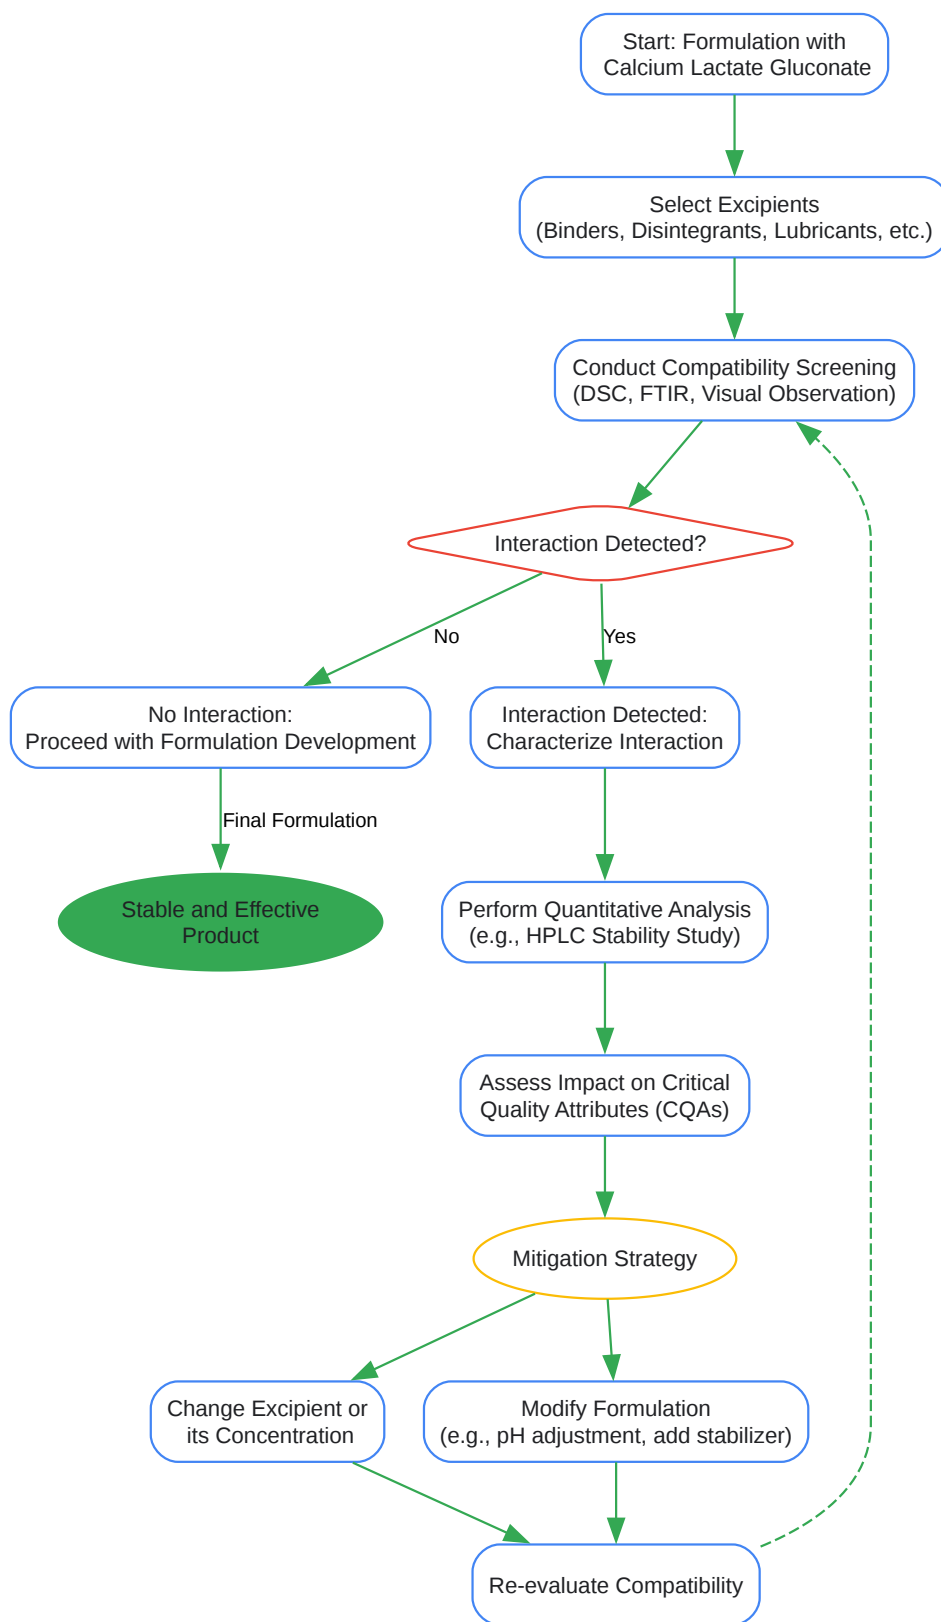 Start: Formulation with
Calcium Lactate Gluconate
Select Excipients
(Binders, Disintegrants, Lubricants, etc.)
Conduct Compatibility Screening
(DSC, FTIR, Visual Observation)
Interaction Detected?
No
Yes
No Interaction:
Proceed with Formulation Development
Interaction Detected:
Characterize Interaction
Final Formulation
Stable and Effective
Product
Perform Quantitative Analysis
(e.g., HPLC Stability Study)
Assess Impact on Critical
Quality Attributes (CQAs)
Mitigation Strategy
Change Excipient or
its Concentration
Modify Formulation
(e.g., pH adjustment, add stabilizer)
Re-evaluate Compatibility